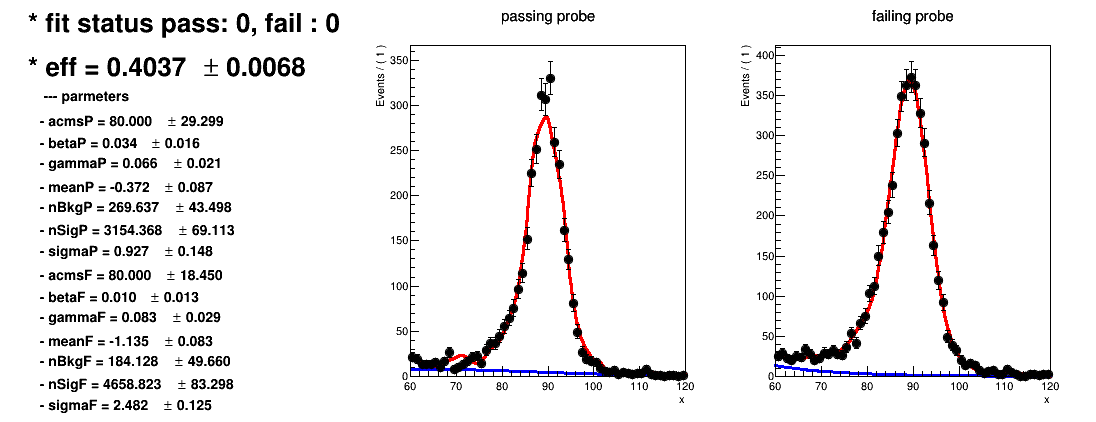 * fit status pass: 0, fail : 0
* eff = 0.4037 ± 0.0068
--- parmeters
- acmsP = 80.000 ± 29.299
- betaP = 0.034 ± 0.016
- gammaP = 0.066 ± 0.021
- meanP = -0.372 ± 0.087
- nBkgP = 269.637 ± 43.498
- nSigP = 3154.368 ± 69.113
- sigmaP = 0.927 ± 0.148
- acmsF = 80.000 ± 18.450
- betaF = 0.010 ± 0.013
- gammaF = 0.083 ± 0.029
- meanF = -1.135 ± 0.083
- nBkgF = 184.128 ± 49.660
- nSigF = 4658.823 ± 83.298
- sigmaF = 2.482 ± 0.125
passing probe
Events / ( 1 )
350
300
250
200
150
100
50
0
60 70 80 90 100 110 120
x
failing probe
Events / ( 1 )
400
350
300
250
200
150
100
50
0
60 70 80 90 100 110 120
x